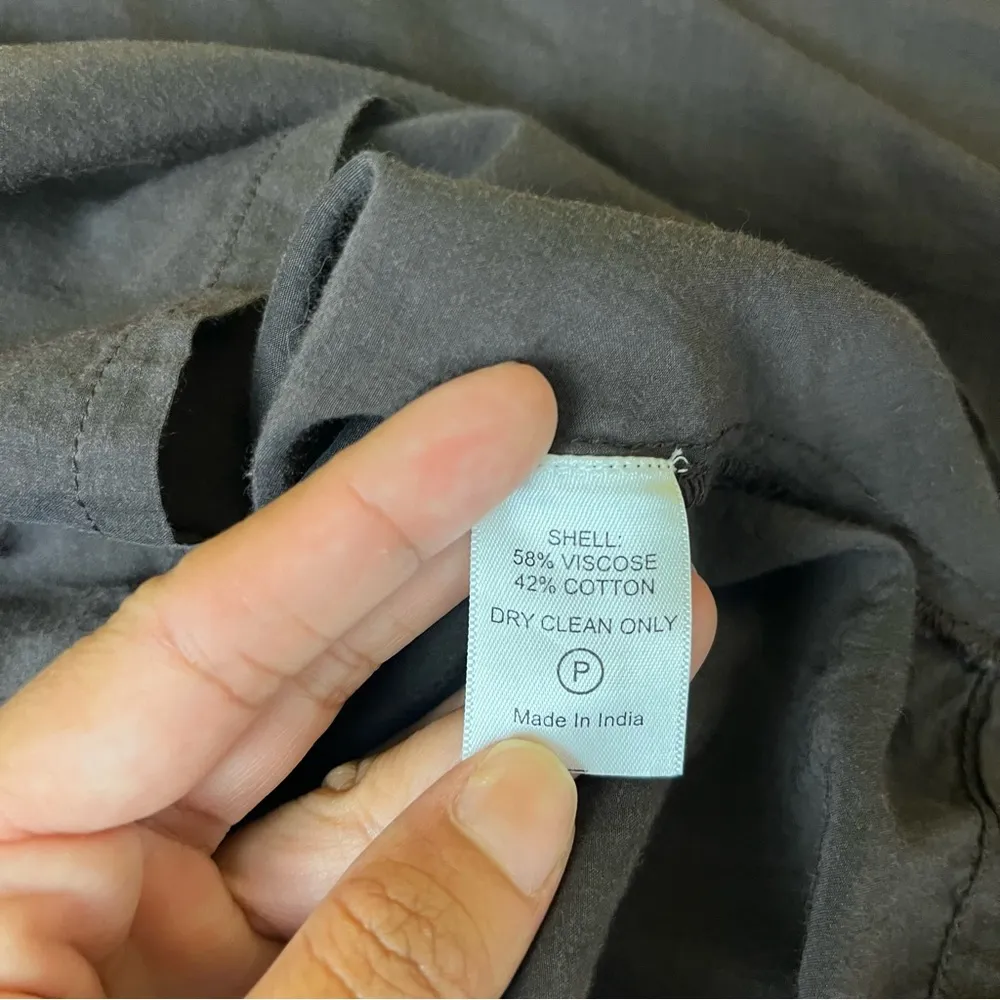 SHELL:
58% VISCOSE
42% COTTON
DRY CLEAN ONLY
P
Made In India